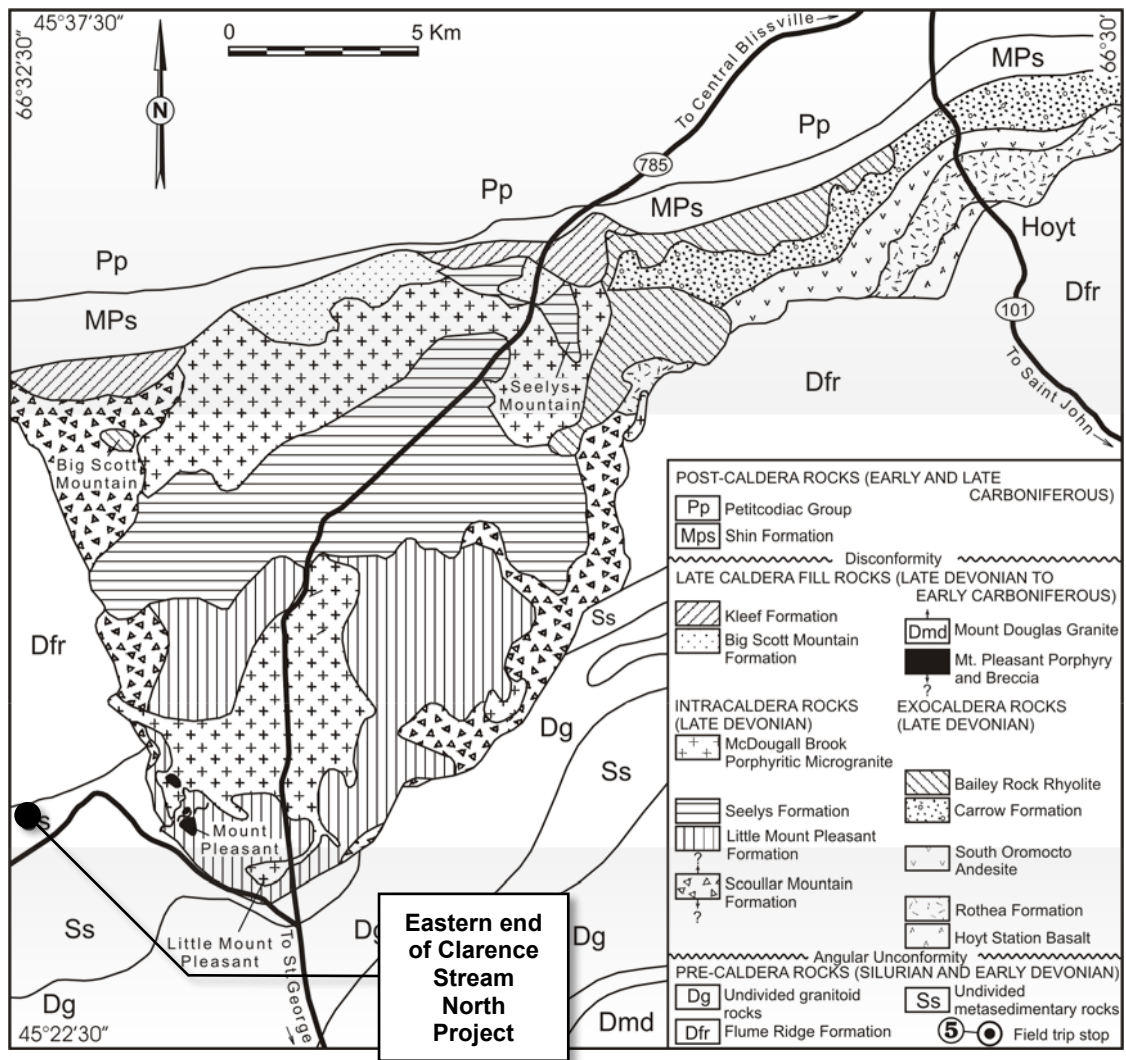 45°37'30"
66°32'30"
N
0 5 Km
To Central Blissville
66°30'
MPs
785
Pp
Pp
MPs
Hoyt
Pp
MPs
Dfr
101
To Saint John
Dfr
Seelys
Mountain
Big Scott
Mountain
Ss
Dfr
Dg
Ss
s
Mount
Pleasant
Ss
Little Mount
Pleasant
Dg
To St. George
Dg
Dg
Dmd
45°22'30"
Eastern end
of Clarence
Stream
North
Project
POST-CALDERA ROCKS (EARLY AND LATE
CARBONIFEROUS)
Pp Petitcodiac Group
Mps Shin Formation
Disconformity
LATE CALDERA FILL ROCKS (LATE DEVONIAN TO
EARLY CARBONIFEROUS)
Kleef Formation
Big Scott Mountain
Formation
Dmd Mount Douglas Granite
Mt. Pleasant Porphyry
and Breccia
?
INTRACALDERA ROCKS
(LATE DEVONIAN)
McDougall Brook
Porphyritic Microgranite
Seelys Formation
Little Mount Pleasant
Formation
?
Scoullar Mountain
Formation
?
EXOCALDERA ROCKS
(LATE DEVONIAN)
Bailey Rock Rhyolite
Carrow Formation
South Oromocto
Andesite
Rothea Formation
Hoyt Station Basalt
Angular Unconformity
PRE-CALDERA ROCKS (SILURIAN AND EARLY DEVONIAN)
Dg Undivided granitoid
rocks
Dfr Flume Ridge Formation
Ss Undivided
metasedimentary rocks
5 Field trip stop